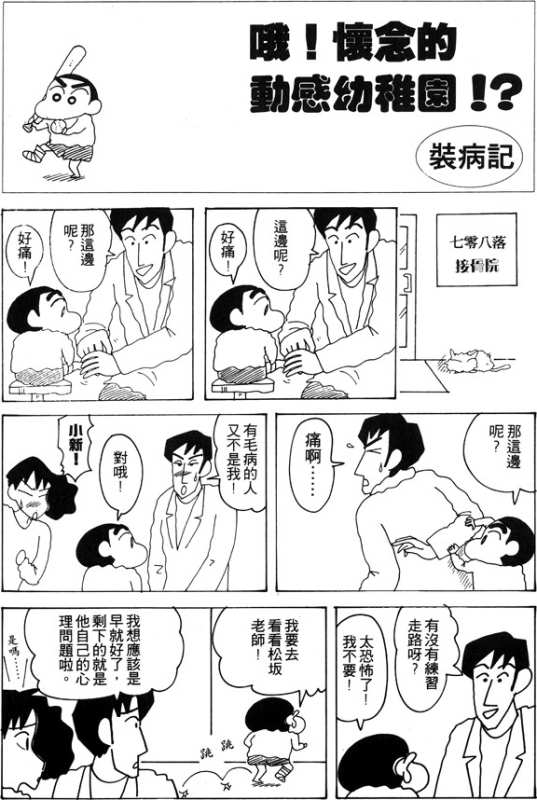 哦！懷念的
動感幼稚園！?
裝病記
七零八落
接骨院
這邊呢？
好痛！
那這邊
呢？
好痛！
那這邊
呢？
痛啊……
有毛病的人
又不是我！
對哦！
小新！
有沒有練習
走路呀？
太恐怖了！
我不要！
我要去
看看松坂
老師！
跳 跳
我想應該是
早就好了，
剩下的就是
他自己的心
理問題啦。
是嗎……